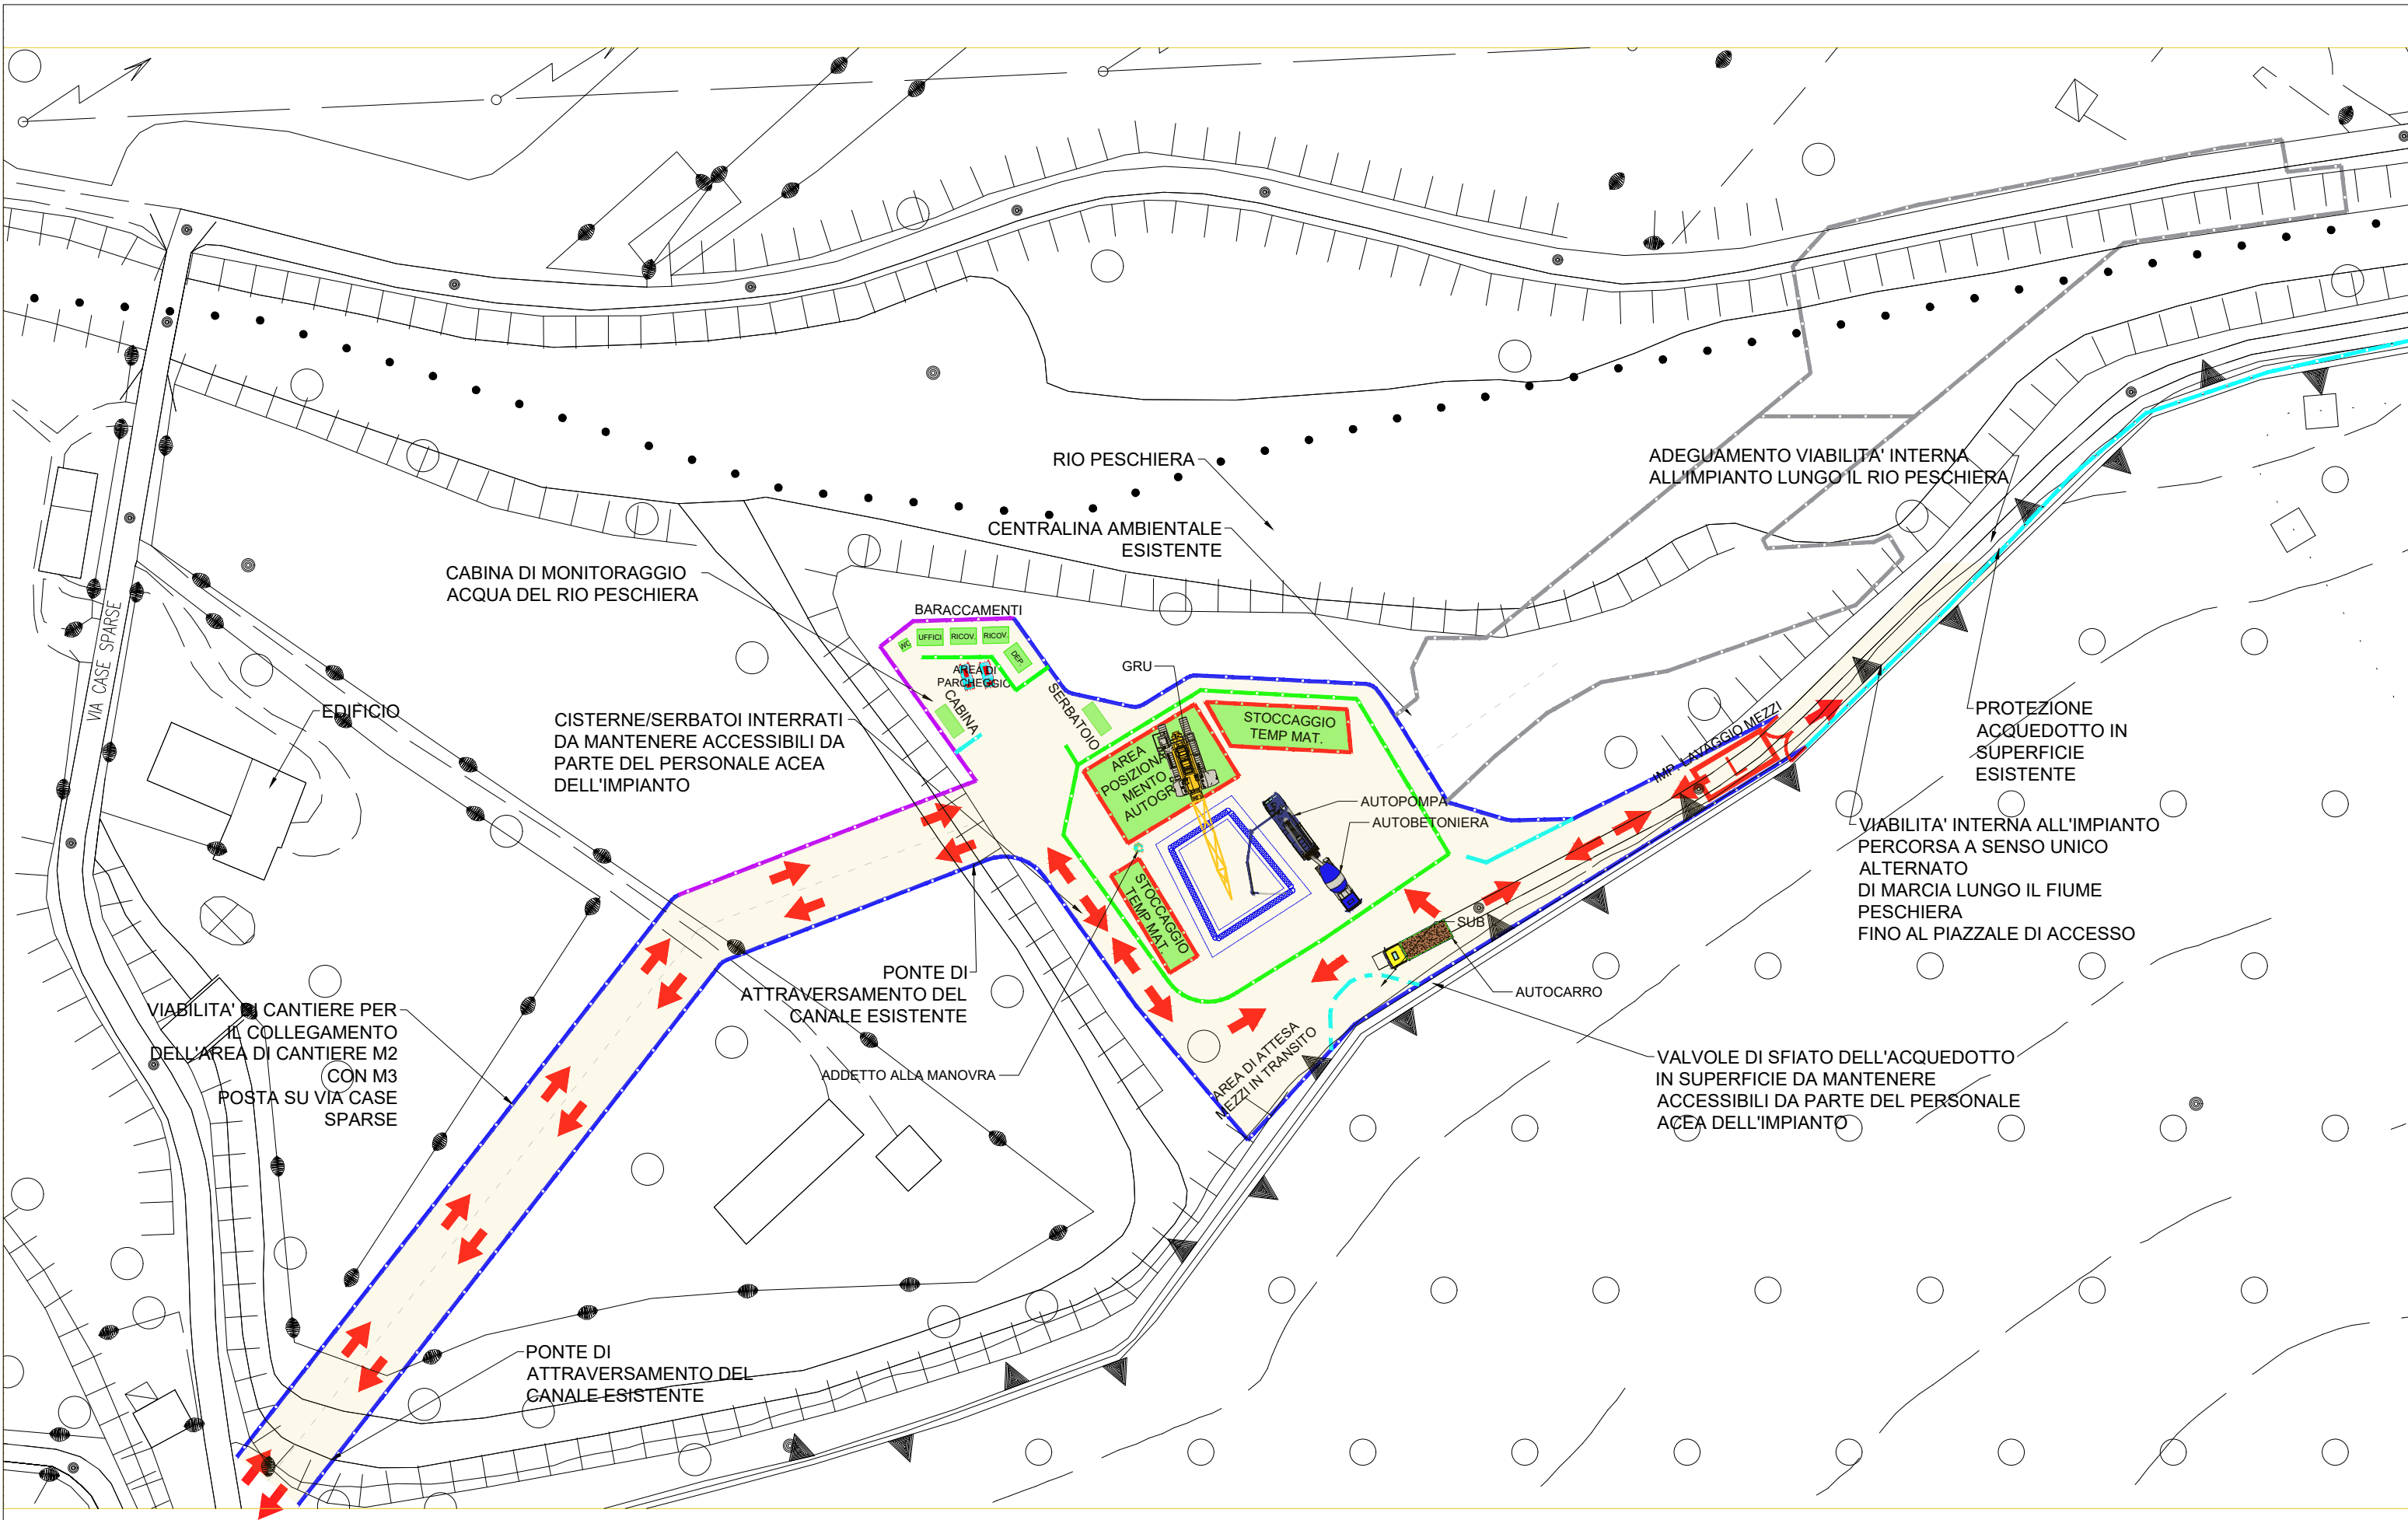 RIO PESCHIERA
ADEGUAMENTO VIABILITA' INTERNA
ALL'IMPIANTO LUNGO IL RIO PESCHIERA
CENTRALINA AMBIENTALE
ESISTENTE
CABINA DI MONITORAGGIO
ACQUA DEL RIO PESCHIERA
VIA CASE SPARSE
BARACCAMENTI
WC
UFFICI
RICOV.
RICOV.
DEP.
AREA DI
PARCHEGGIO
CABINA
SERBATOIO
GRU
EDIFICIO
CISTERNE/SERBATOI INTERRATI
DA MANTENERE ACCESSIBILI DA
PARTE DEL PERSONALE ACEA
DELL'IMPIANTO
STOCCAGGIO
TEMP MAT.
AREA
POSIZIONA
MENTO
AUTOGR
IMP. LAVAGGIO MEZZI
L
PROTEZIONE
ACQUEDOTTO IN
SUPERFICIE
ESISTENTE
AUTOPOMPA
AUTOBETONIERA
VIABILITA' INTERNA ALL'IMPIANTO
PERCORSA A SENSO UNICO
ALTERNATO
DI MARCIA LUNGO IL FIUME
PESCHIERA
FINO AL PIAZZALE DI ACCESSO
STOCCAGGIO
TEMP MAT.
SUB
PONTE DI
ATTRAVERSAMENTO DEL
CANALE ESISTENTE
AUTOCARRO
VIABILITA' DI CANTIERE PER
IL COLLEGAMENTO
DELL'AREA DI CANTIERE M2
CON M3
POSTA SU VIA CASE
SPARSE
ADDETTO ALLA MANOVRA
AREA DI ATTESA
MEZZI IN TRANSITO
VALVOLE DI SFIATO DELL'ACQUEDOTTO
IN SUPERFICIE DA MANTENERE
ACCESSIBILI DA PARTE DEL PERSONALE
ACEA DELL'IMPIANTO
PONTE DI
ATTRAVERSAMENTO DEL
CANALE ESISTENTE